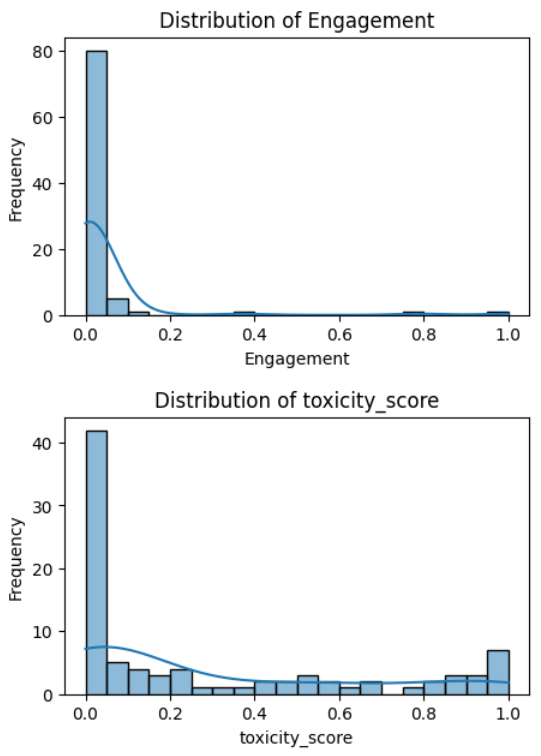 Distribution of Engagement
80
60
40
20
0
Frequency
0.0 0.2 0.4 0.6 0.8 1.0
Engagement
Distribution of toxicity_score
40
30
20
10
0
Frequency
0.0 0.2 0.4 0.6 0.8 1.0
toxicity_score